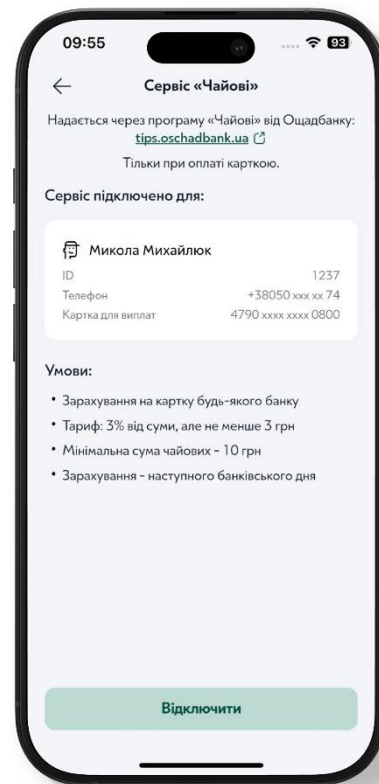 09:55
93
Сервіс «Чайові»
Надається через програму «Чайові» від Ощадбанку:
tips.oschadbank.ua
Тільки при оплаті карткою.
Сервіс підключено для:
Микола Михайлюк
ID 1237
Телефон +38050 xxx xx 74
Картка для виплат 4790 xxxx xxxx 0800
Умови:
• Зарахування на картку будь-якого банку
• Тариф: 3% від суми, але не менше 3 грн
• Мінімальна сума чайових - 10 грн
• Зарахування - наступного банківського дня
Відключити